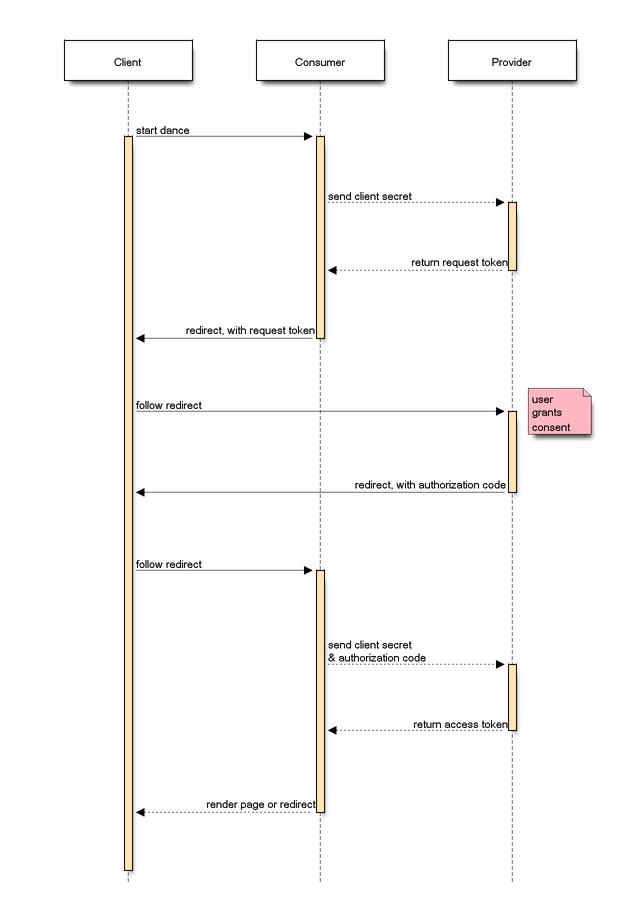 Client
Consumer
Provider
start dance
send client secret
return request token
redirect, with request token
follow redirect
user
grants
consent
redirect, with authorization code
follow redirect
send client secret
& authorization code
return access token
render page or redirect